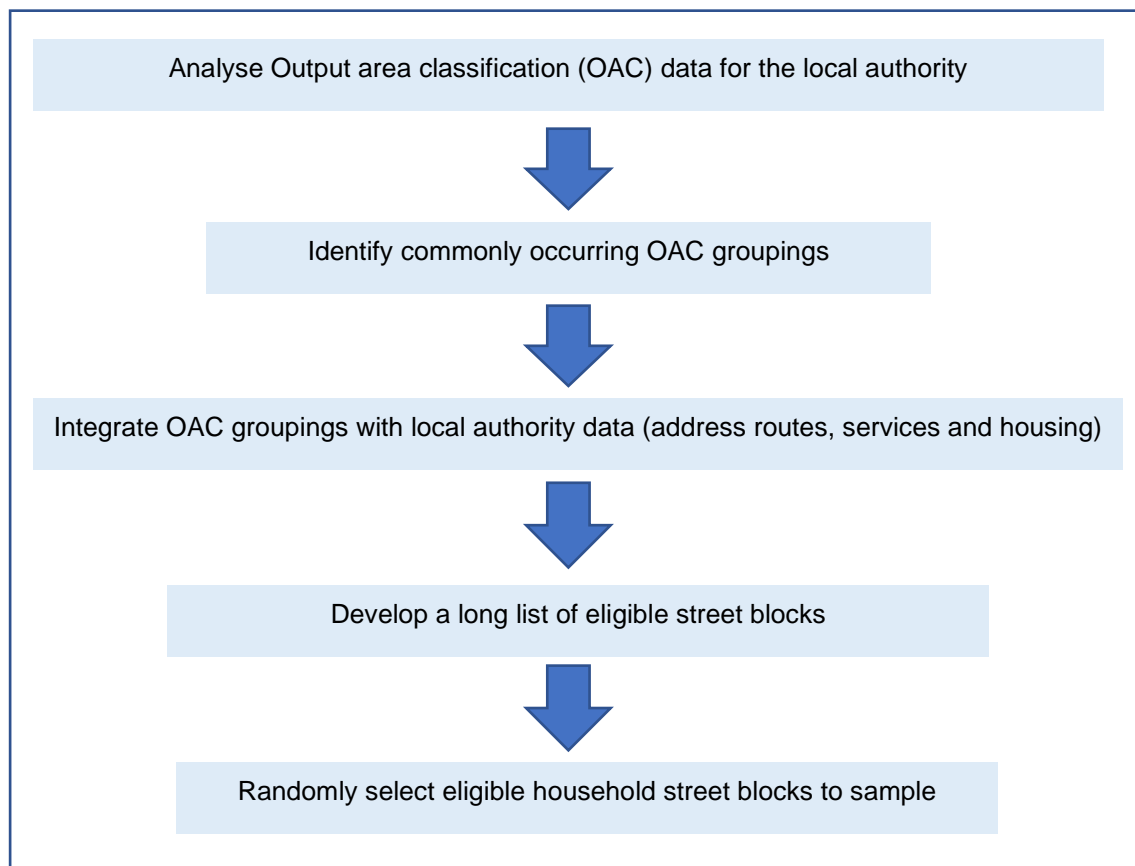 Analyse Output area classification (OAC) data for the local authority
Identify commonly occurring OAC groupings
Integrate OAC groupings with local authority data (address routes, services and housing)
Develop a long list of eligible street blocks
Randomly select eligible household street blocks to sample